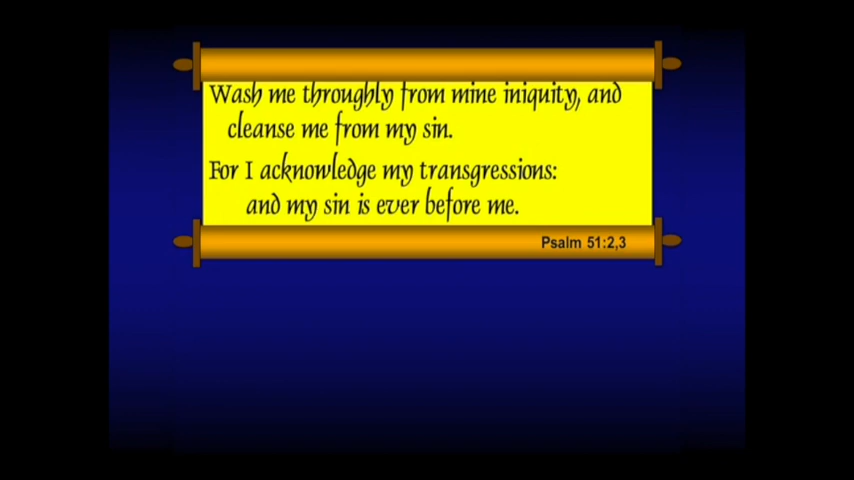 Wash me throughly from mine iniquity, and
cleanse me from my sin.
For I acknowledge my transgressions:
and my sin is ever before me.
Psalm 51:2,3